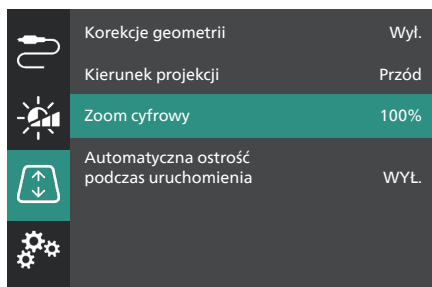 Korekcje geometrii Wył.
Kierunek projekcji Przód
Zoom cyfrowy 100%
Automatyczna ostrość
podczas uruchomienia WYŁ.